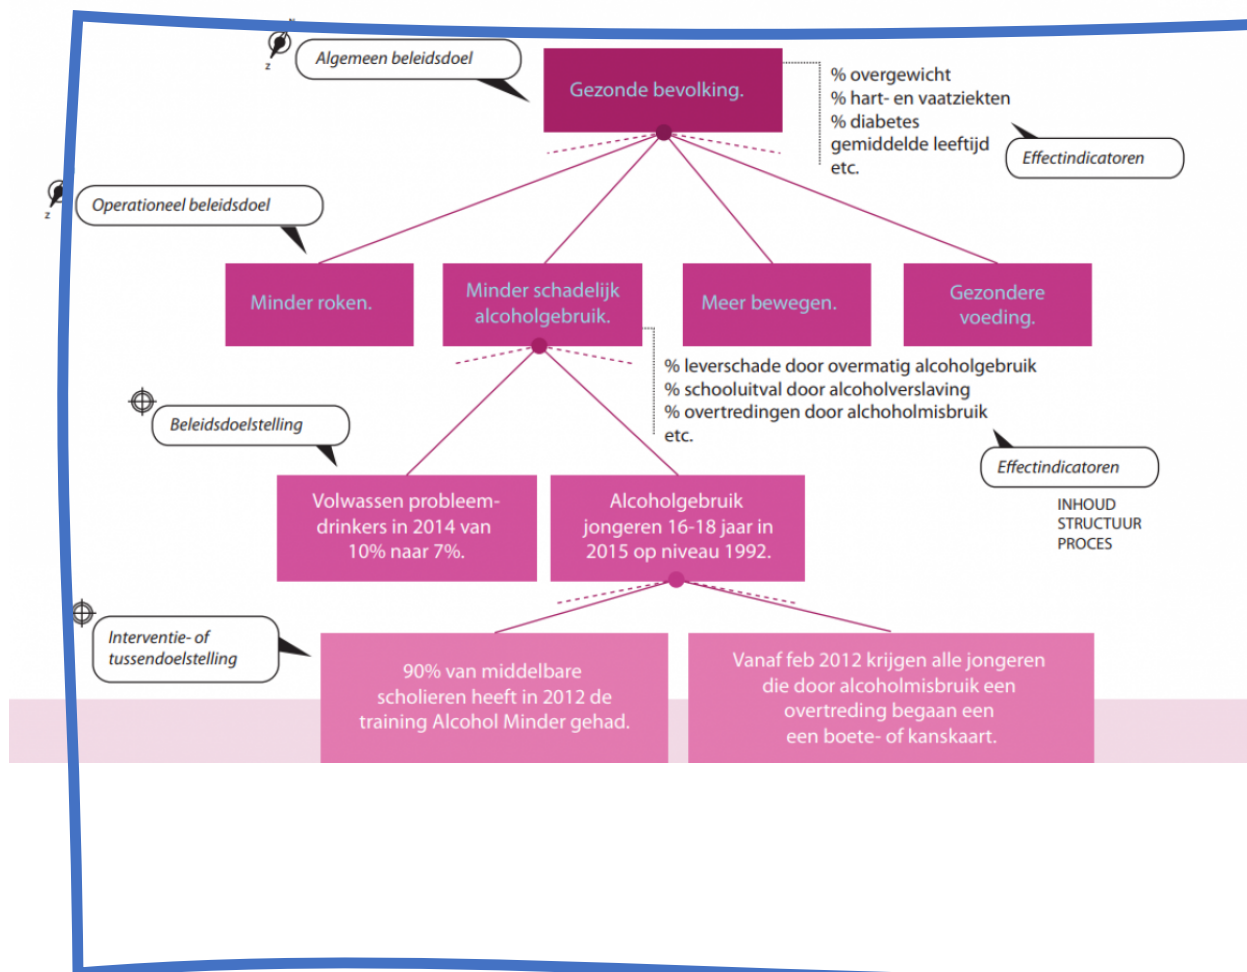 Algemeen beleidsdoel
Z
Gezonde bevolking.
% overgewicht
% hart- en vaatziekten
% diabetes
gemiddelde leeftijd
etc.
Effectindicatoren
Operationeel beleidsdoel
Z
Minder roken.
Minder schadelijk
alcoholgebruik.
Meer bewegen.
Gezondere
voeding.
% leverschade door overmatig alcoholgebruik
% schooluitval door alcoholverslaving
% overtredingen door alchoholmisbruik
etc.
Effectindicatoren
INHOUD
STRUCTUUR
PROCES
Beleidsdoelstelling
Volwassen probleem-
drinkers in 2014 van
10% naar 7%.
Alcoholgebruik
jongeren 16-18 jaar in
2015 op niveau 1992.
Interventie- of
tussendoelstelling
90% van middelbare
scholieren heeft in 2012 de
training Alcohol Minder gehad.
Vanaf feb 2012 krijgen alle jongeren
die door alcoholmisbruik een
overtreding begaan een
een boete- of kanskaart.